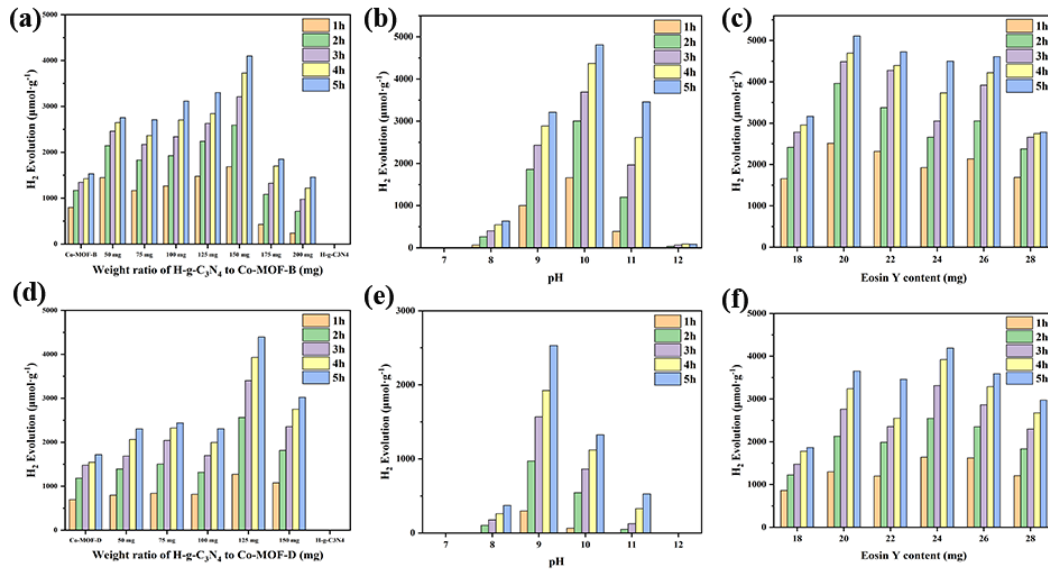 (a)
5000
4000
3000
2000
1000
0
H₂ Evolution (μmol·g⁻¹)
1h
2h
3h
4h
5h
Co-MOF-B 50 mg 75 mg 100 mg 125 mg 150 mg 175 mg 200 mg H-g-C3N4
Weight ratio of H-g-C₃N₄ to Co-MOF-B (mg)
(b)
5000
4000
3000
2000
1000
0
H₂ Evolution (μmol·g⁻¹)
1h
2h
3h
4h
5h
7 8 9 10 11 12
pH
(c)
5000
4000
3000
2000
1000
0
H₂ Evolution (μmol·g⁻¹)
1h
2h
3h
4h
5h
18 20 22 24 26 28
Eosin Y content (mg)
(d)
5000
4000
3000
2000
1000
0
H₂ Evolution (μmol·g⁻¹)
1h
2h
3h
4h
5h
Co-MOF-D 50 mg 75 mg 100 mg 125 mg 150 mg H-g-C3N4
Weight ratio of H-g-C₃N₄ to Co-MOF-D (mg)
(e)
3000
2000
1000
0
H₂ Evolution (μmol·g⁻¹)
1h
2h
3h
4h
5h
7 8 9 10 11 12
pH
(f)
5000
4000
3000
2000
1000
0
H₂ Evolution (μmol·g⁻¹)
1h
2h
3h
4h
5h
18 20 22 24 26 28
Eosin Y content (mg)